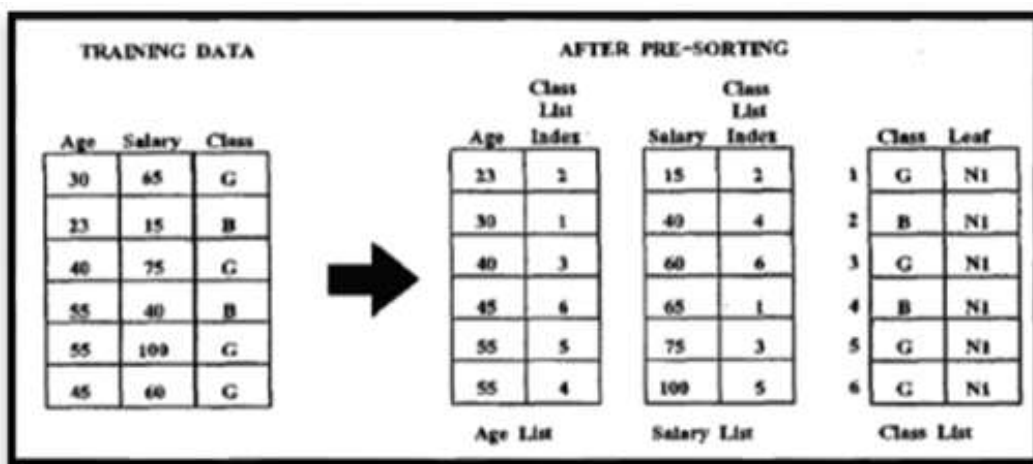 TRAINING DATA
AFTER PRE-SORTING
Age Salary Class
30 65 G
23 15 B
40 75 G
55 40 B
55 100 G
45 60 G
Age Class List Index
23 2
30 1
40 3
45 6
55 5
55 4
Age List
Salary Class List Index
15 2
40 4
60 6
65 1
75 3
100 5
Salary List
Class Leaf
1 G N1
2 B N1
3 G N1
4 B N1
5 G N1
6 G N1
Class List